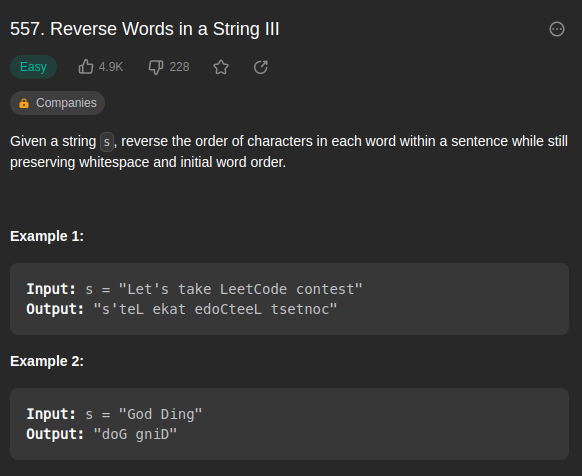 557. Reverse Words in a String III
Easy 4.9K 228
Companies
Given a string s, reverse the order of characters in each word within a sentence while still
preserving whitespace and initial word order.
Example 1:
Input: s = "Let's take LeetCode contest"
Output: "s'teL ekat edoCteeL tsetnoc"
Example 2:
Input: s = "God Ding"
Output: "doG gniD"